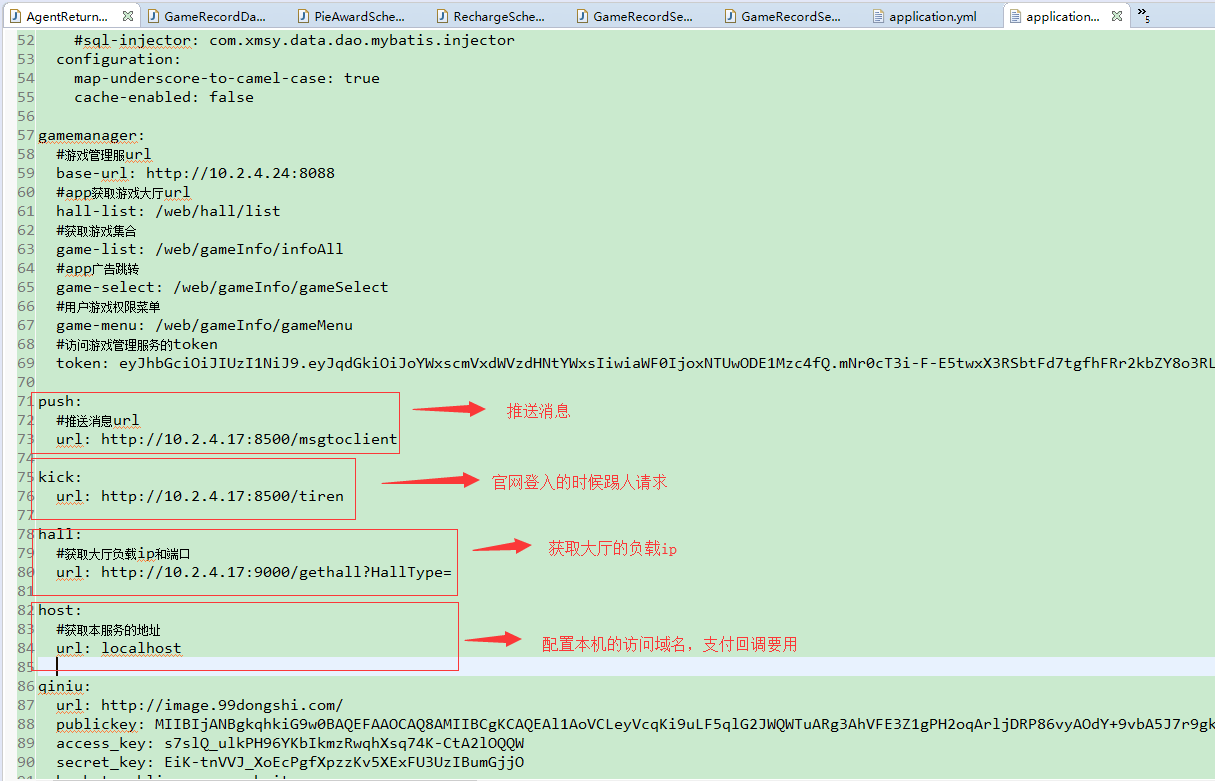 AgentReturn... GameRecordDa... PieAwardSche... RechargeSche... GameRecordSe... GameRecordSe... application.yml application... »5
52 #sql-injector: com.xmsy.data.dao.mybatis.injector
53 configuration:
54 map-underscore-to-camel-case: true
55 cache-enabled: false
56
57 gamemanager:
58 #游戏管理服url
59 base-url: http://10.2.4.24:8088
60 #app获取游戏大厅url
61 hall-list: /web/hall/list
62 #获取游戏集合
63 game-list: /web/gameInfo/infoAll
64 #app广告跳转
65 game-select: /web/gameInfo/gameSelect
66 #用户游戏权限菜单
67 game-menu: /web/gameInfo/gameMenu
68 #访问游戏管理服务的token
69 token: eyJhbGciOiJIUzI1NiJ9.eyJqdGkiOiJoYWxscmVxdWVzdHNtYWxsIiwiaWF0IjoxNTUwODE1Mzc4fQ.mNr0cT3i-F-E5twxX3RSbtFd7tgfhFRr2kbZY8o3RL
70
71 push:
72 #推送消息url 推送消息
73 url: http://10.2.4.17:8500/msgtoclient
74
75 kick: 官网登入的时候踢人请求
76 url: http://10.2.4.17:8500/tiren
77
78 hall:
79 #获取大厅负载ip和端口 获取大厅的负载ip
80 url: http://10.2.4.17:9000/gethall?HallType=
81
82 host:
83 #获取本服务的地址
84 url: localhost 配置本机的访问域名，支付回调要用
85
86 qiniu:
87 url: http://image.99dongshi.com/
88 publickey: MIIBIjANBgkqhkiG9w0BAQEFAAOCAQ8AMIIBCgKCAQEAl1AoVCLeyVcqKi9uLF5qlG2JWQWTuARg3AhVFE3Z1gPH2oqArljDRP86vyAOdY+9vbA5J7r9gk
89 access_key: s7slQ_ulkPH96YKbIkmzRwqhXsq74K-CtA2lOQQW
90 secret_key: EiK-tnVVJ_XoEcPgfXpzzKv5XExFU3UzIBumGjjO